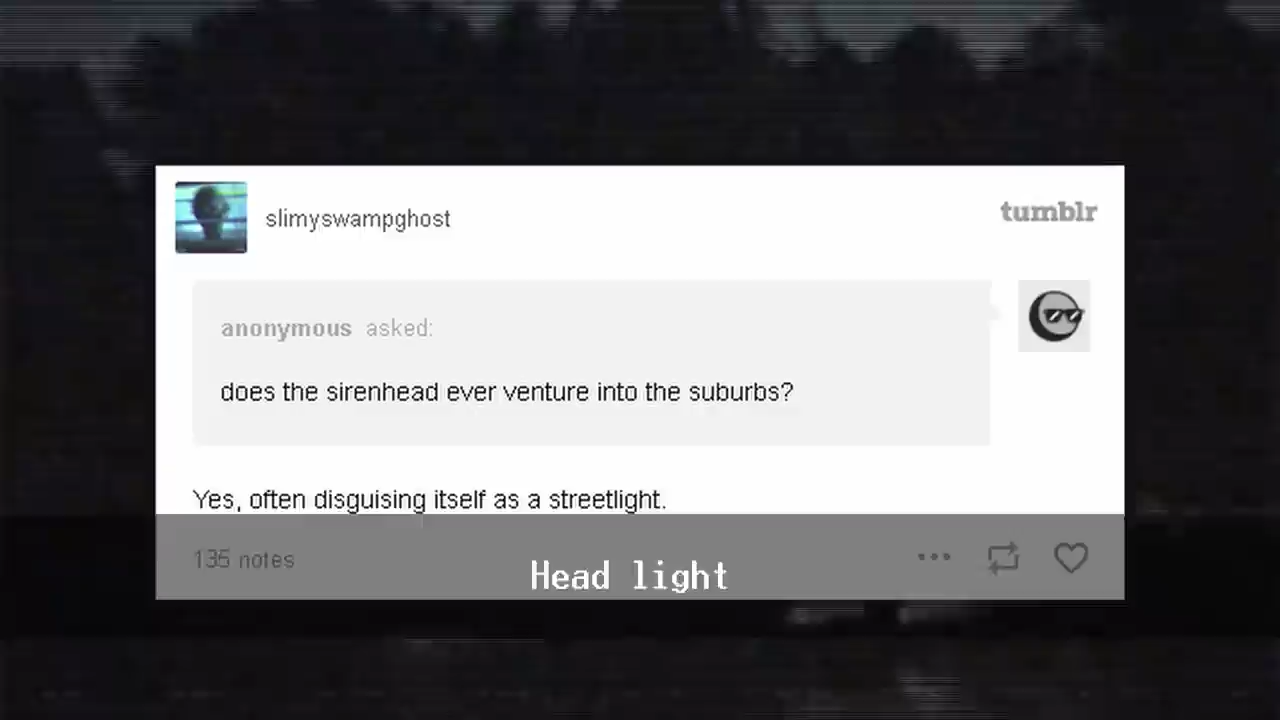 slimyswampghost
tumblr
anonymous asked:
does the sirenhead ever venture into the suburbs?
Yes, often disguising itself as a streetlight.
135 notes
Head light